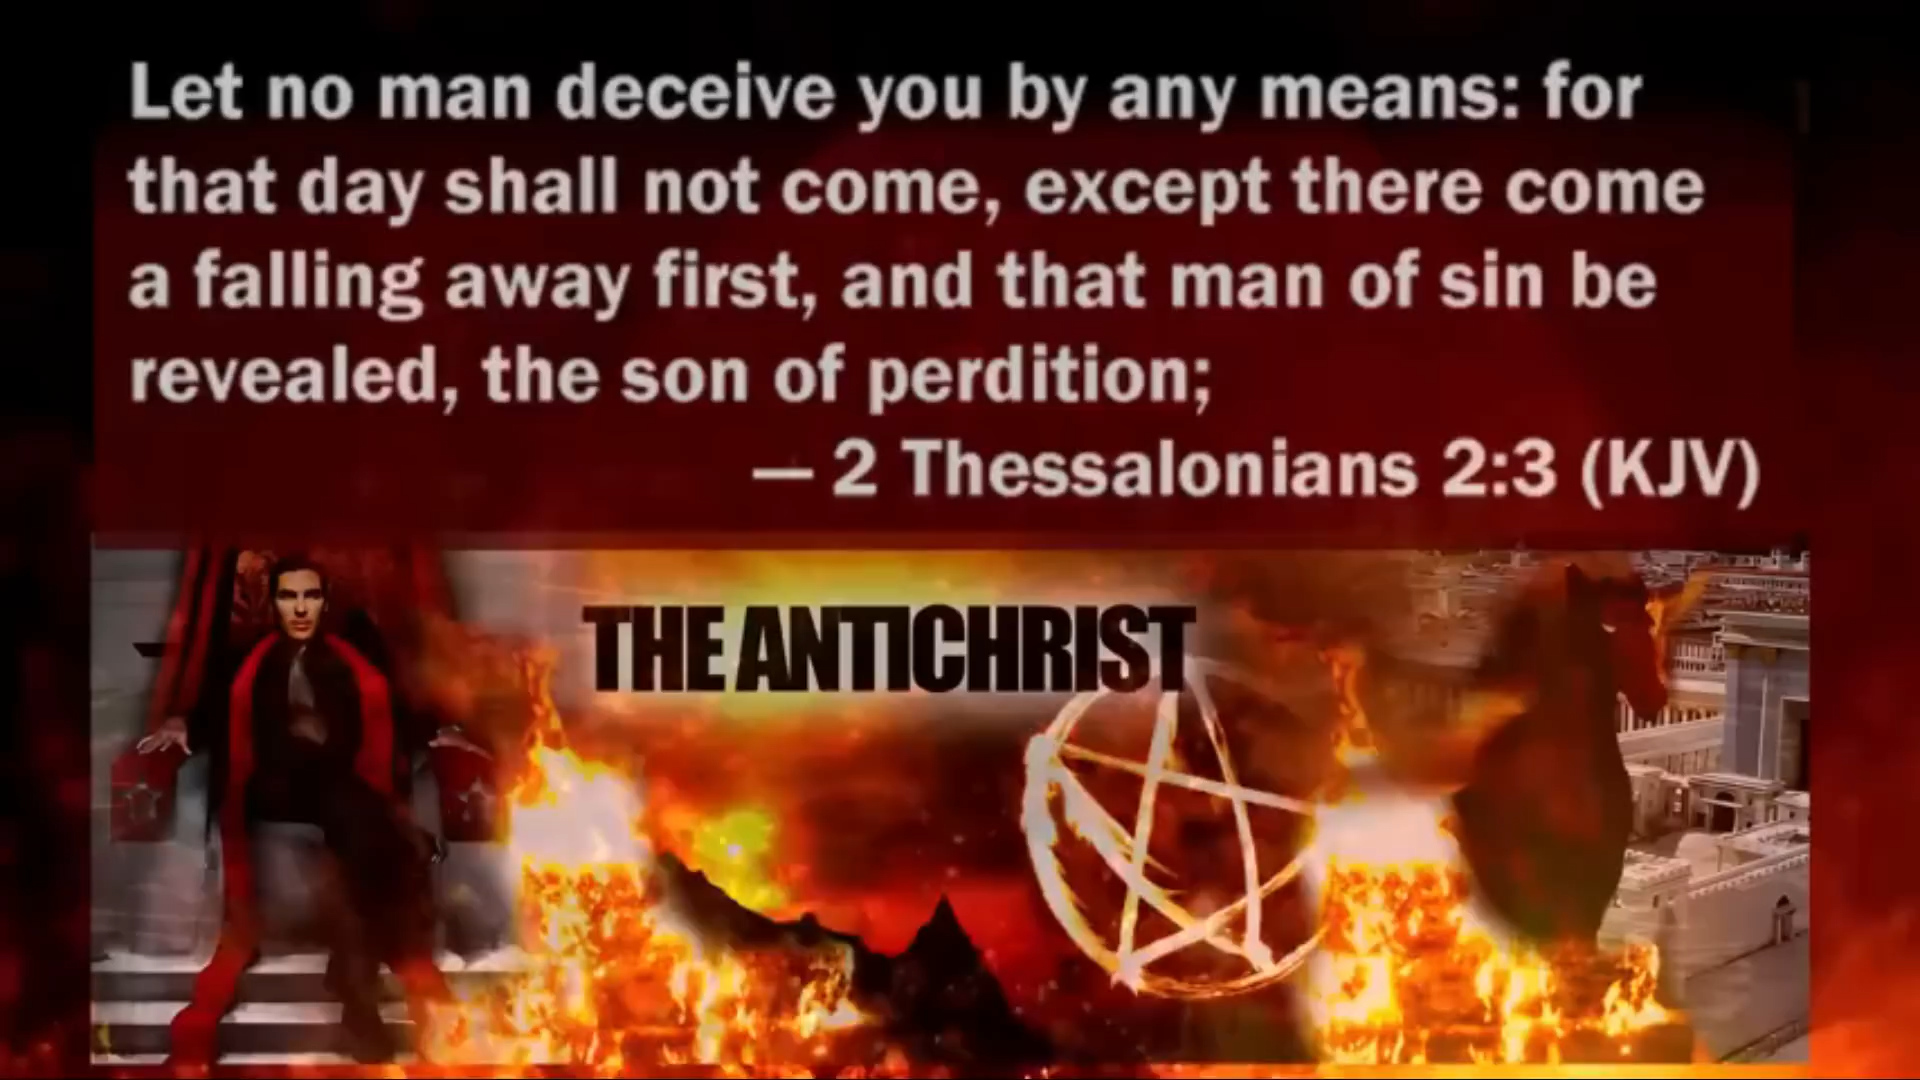 Let no man deceive you by any means: for
that day shall not come, except there come
a falling away first, and that man of sin be
revealed, the son of perdition;
— 2 Thessalonians 2:3 (KJV)
THE ANTICHRIST